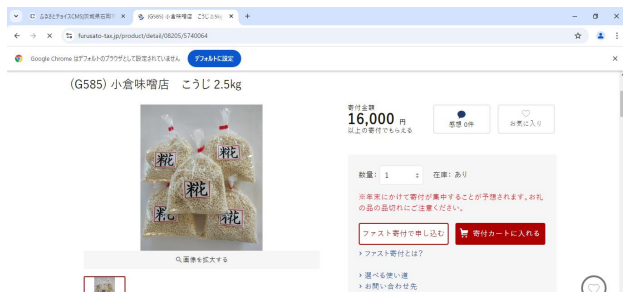 ふるさとチョイスCMS|茨城県石岡市
(G585) 小倉味噌店 こうじ 2.5k
furusato-tax.jp/product/detail/08205/5740064
Google Chrome はデフォルトのブラウザとして設定されていません
デフォルトに設定
(G585) 小倉味噌店 こうじ 2.5kg
糀
糀
糀
糀
糀
画像を拡大する
寄付金額
16,000 円
以上の寄付でもらえる
感想 0件
お気に入り
数量: 1 在庫: あり
※年末にかけて寄付が集中することが予想されます。お礼
の品の品切れにご注意ください。
ファスト寄付で申し込む
寄付カートに入れる
ファスト寄付とは?
選べる使い道
お問い合わせ先